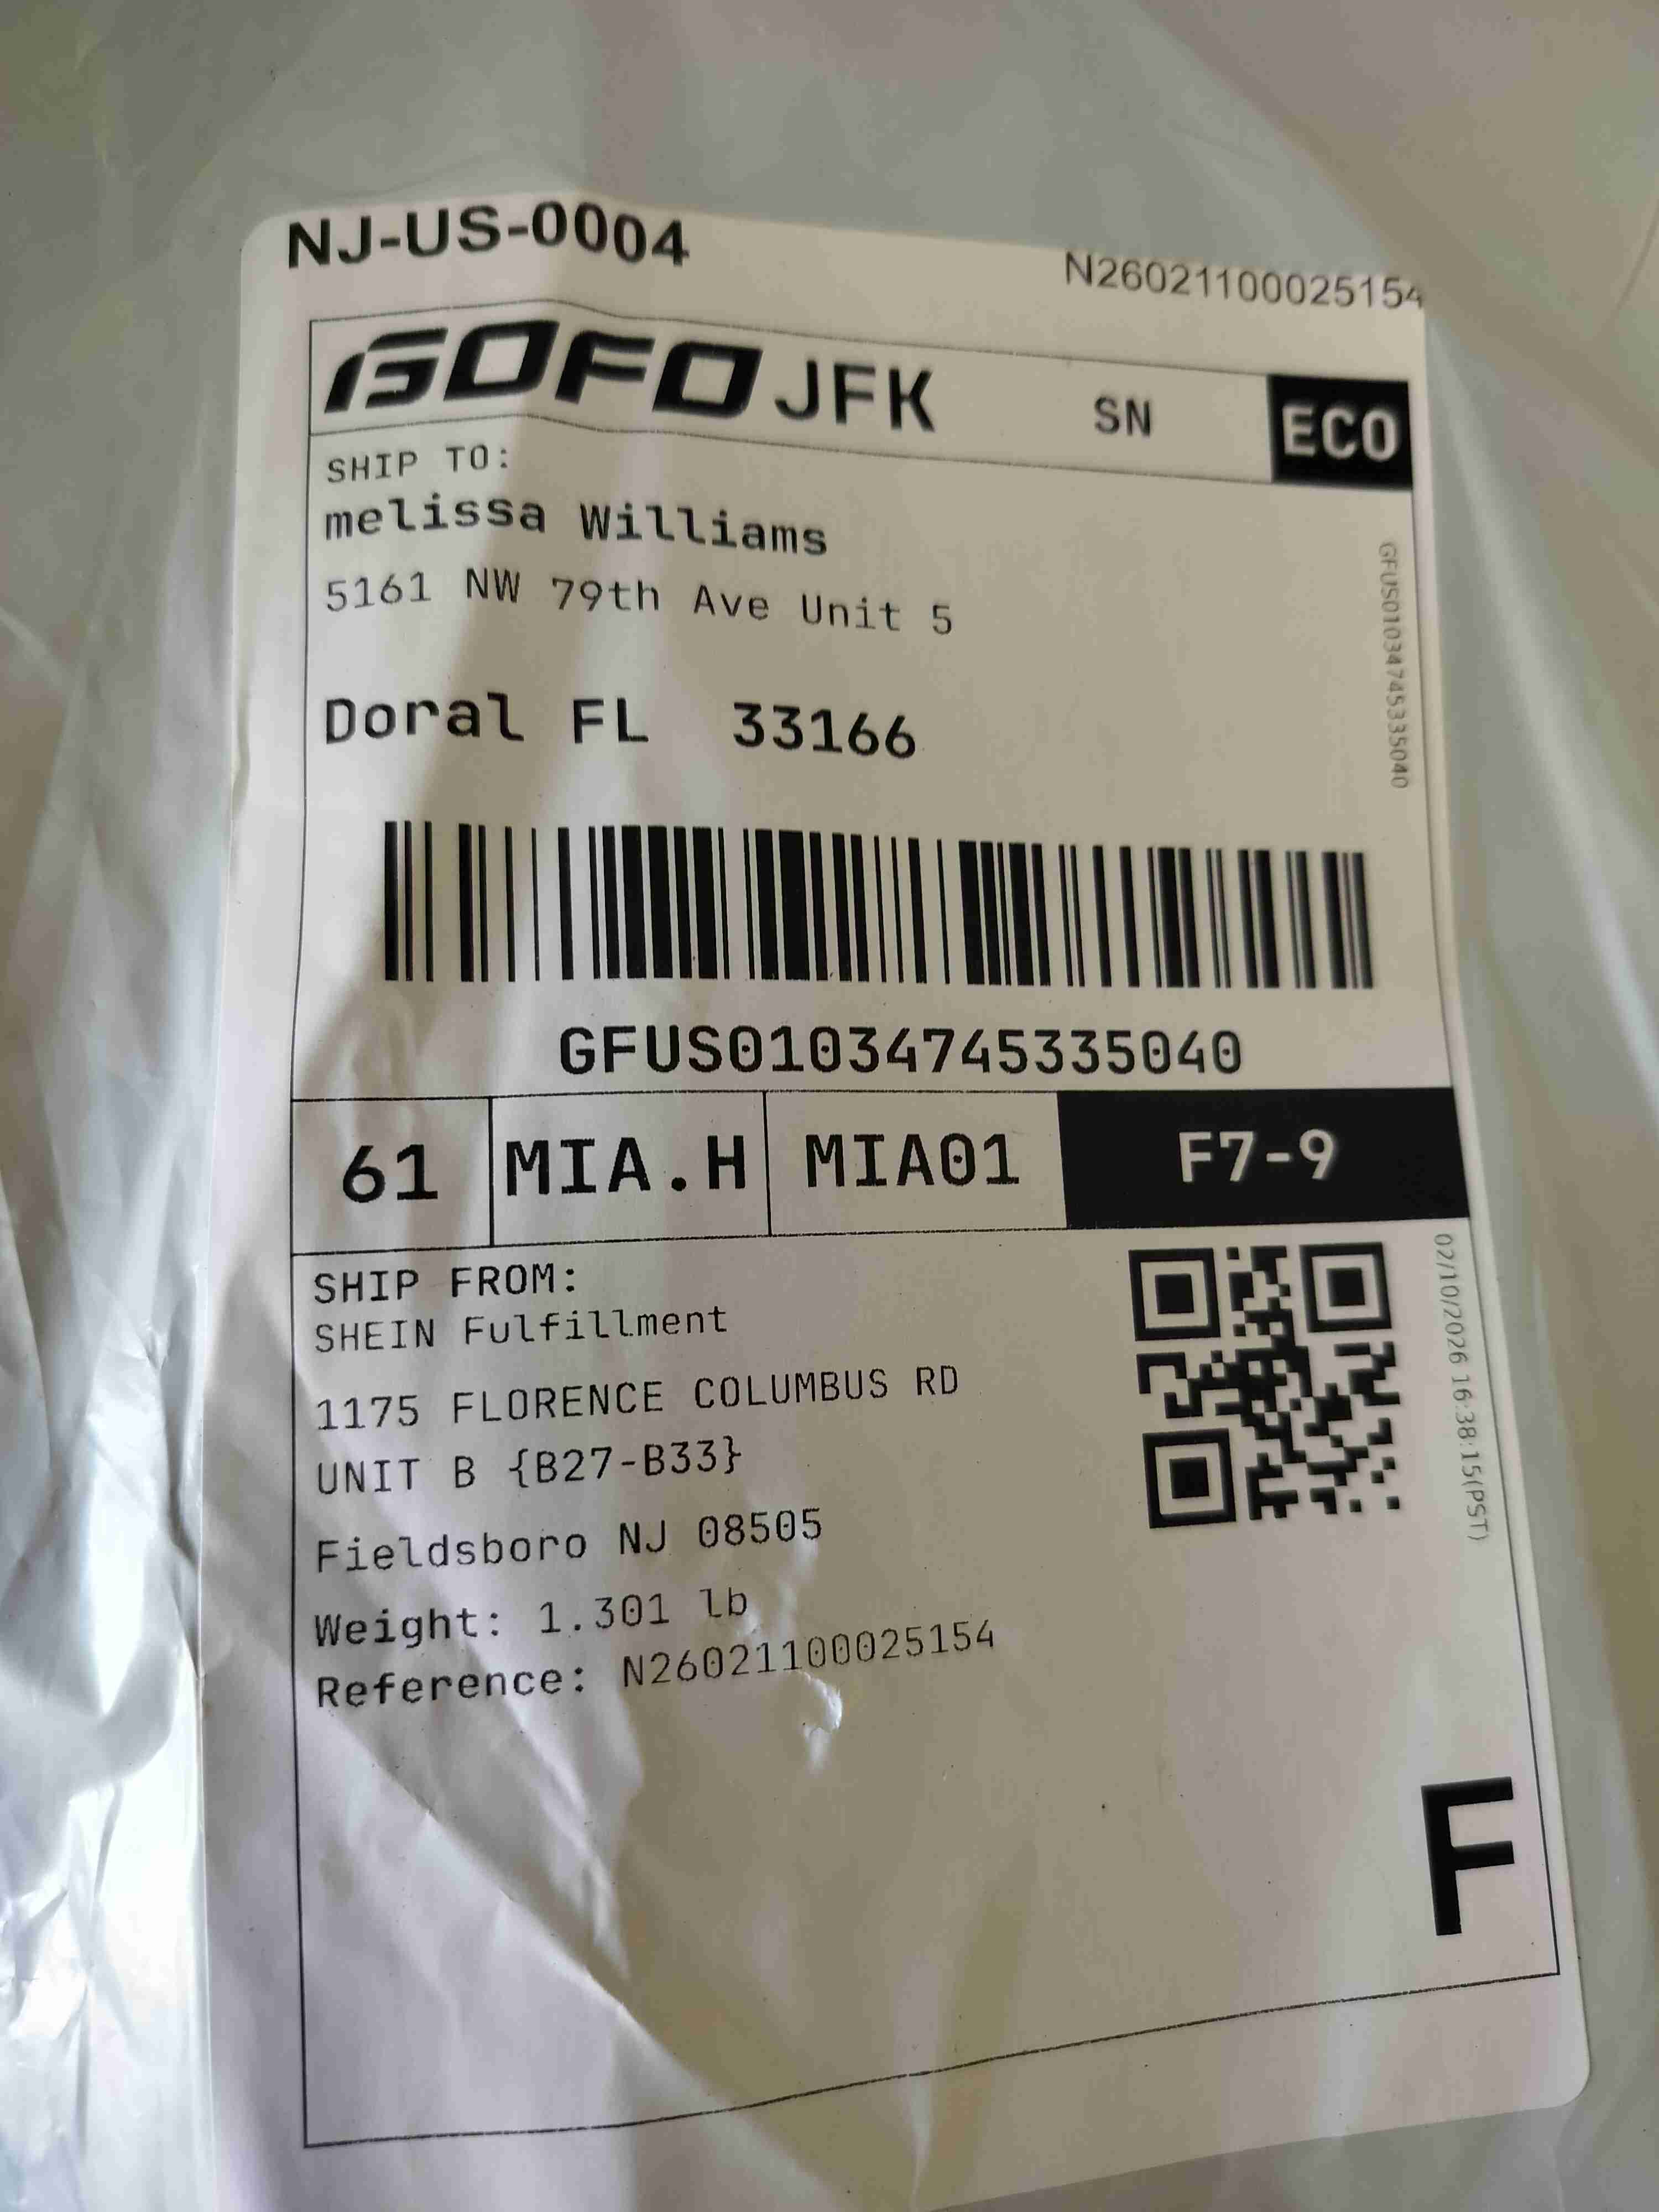 NJ-US-0004
N26021100025154
GOFO JFK SN ECO
SHIP TO:
melissa Williams
5161 NW 79th Ave Unit 5
Doral FL 33166
GFUS01034745335040
GFUS01034745335040
61 MIA.H MIA01 F7-9
SHIP FROM:
SHEIN Fulfillment
1175 FLORENCE COLUMBUS RD
UNIT B {B27-B33}
Fieldsboro NJ 08505
Weight: 1.301 lb
Reference: N26021100025154
02/10/2026 16:38:15(PST)
F